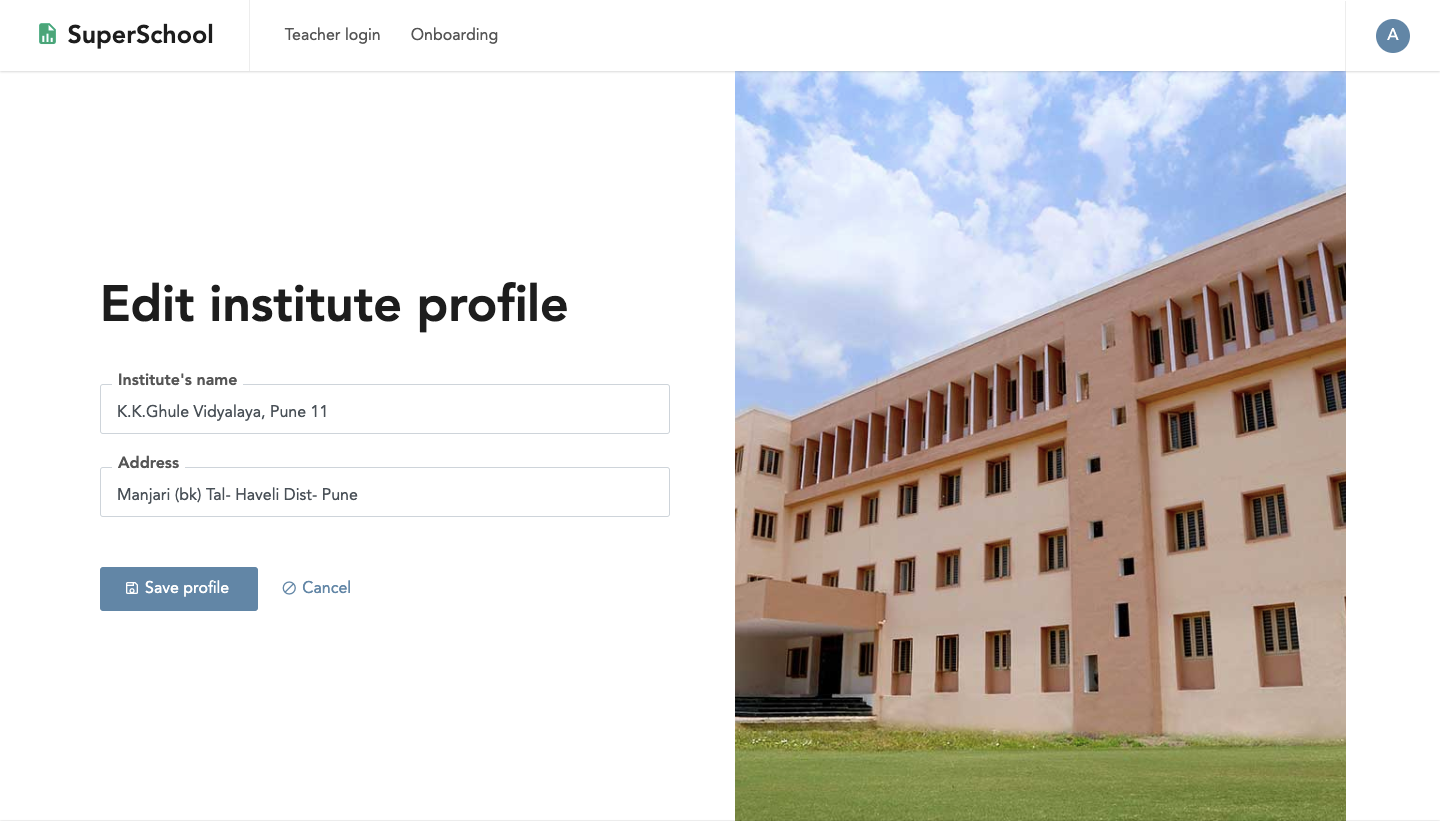 SuperSchool
Teacher login
Onboarding
A
Edit institute profile
Institute's name
K.K.Ghule Vidyalaya, Pune 11
Address
Manjari (bk) Tal- Haveli Dist- Pune
Save profile
Cancel